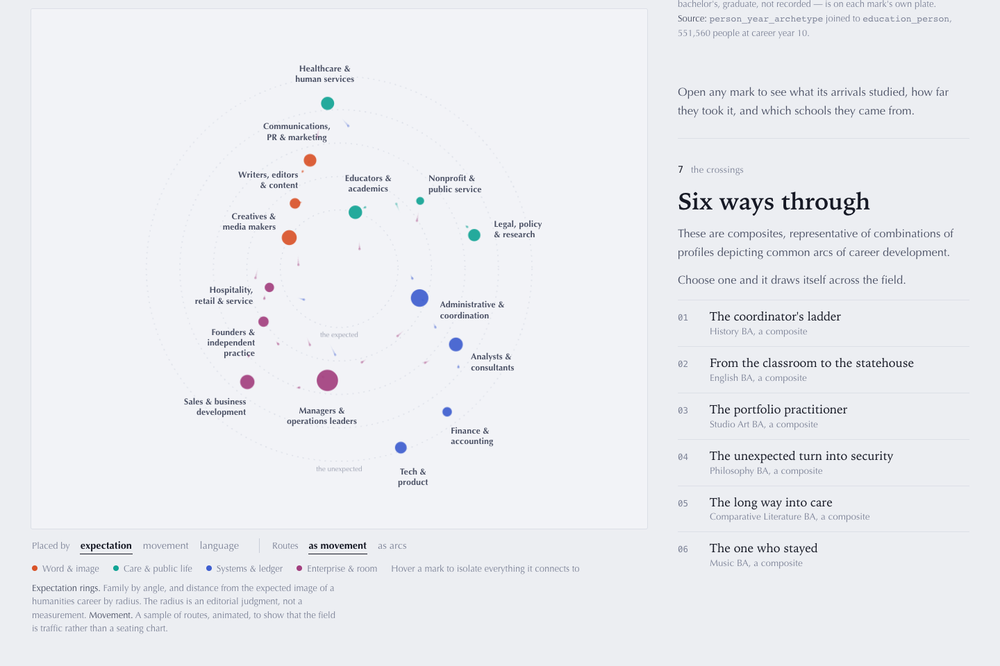 Healthcare &
human services
Communications,
PR & marketing
Writers, editors
& content
Educators &
academics
Nonprofit &
public service
Creatives &
media makers
Legal, policy
& research
Hospitality,
retail & service
Administrative &
coordination
Founders &
independent
practice
the expected
Analysts &
consultants
Sales & business
development
Managers &
operations leaders
Finance &
accounting
the unexpected
Tech &
product
Placed by expectation movement language Routes as movement as arcs
Word & image Care & public life Systems & ledger Enterprise & room Hover a mark to isolate everything it connects to
Expectation rings. Family by angle, and distance from the expected image of a
humanities career by radius. The radius is an editorial judgment, not a
measurement. Movement. A sample of routes, animated, to show that the field
is traffic rather than a seating chart.
bachelor's, graduate, not recorded — is on each mark's own plate.
Source: person_year_archetype joined to education_person,
551,560 people at career year 10.
Open any mark to see what its arrivals studied, how far
they took it, and which schools they came from.
7 the crossings
Six ways through
These are composites, representative of combinations of
profiles depicting common arcs of career development.
Choose one and it draws itself across the field.
01 The coordinator's ladder
History BA, a composite
02 From the classroom to the statehouse
English BA, a composite
03 The portfolio practitioner
Studio Art BA, a composite
04 The unexpected turn into security
Philosophy BA, a composite
05 The long way into care
Comparative Literature BA, a composite
06 The one who stayed
Music BA, a composite